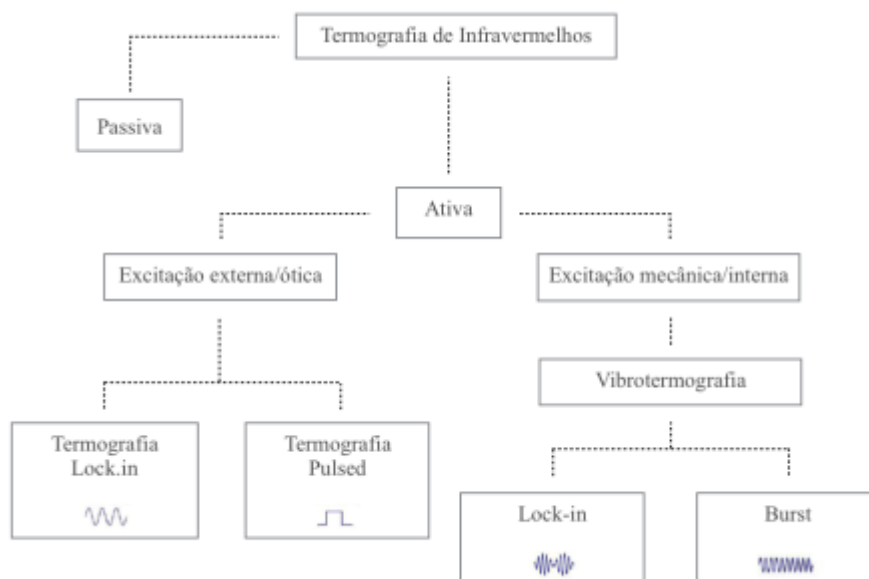 Termografia de Infravermelhos
Passiva
Ativa
Excitação externa/ótica
Excitação mecânica/interna
Vibrotermografia
Termografia
Lock.in
Termografia
Pulsed
Lock-in
Burst